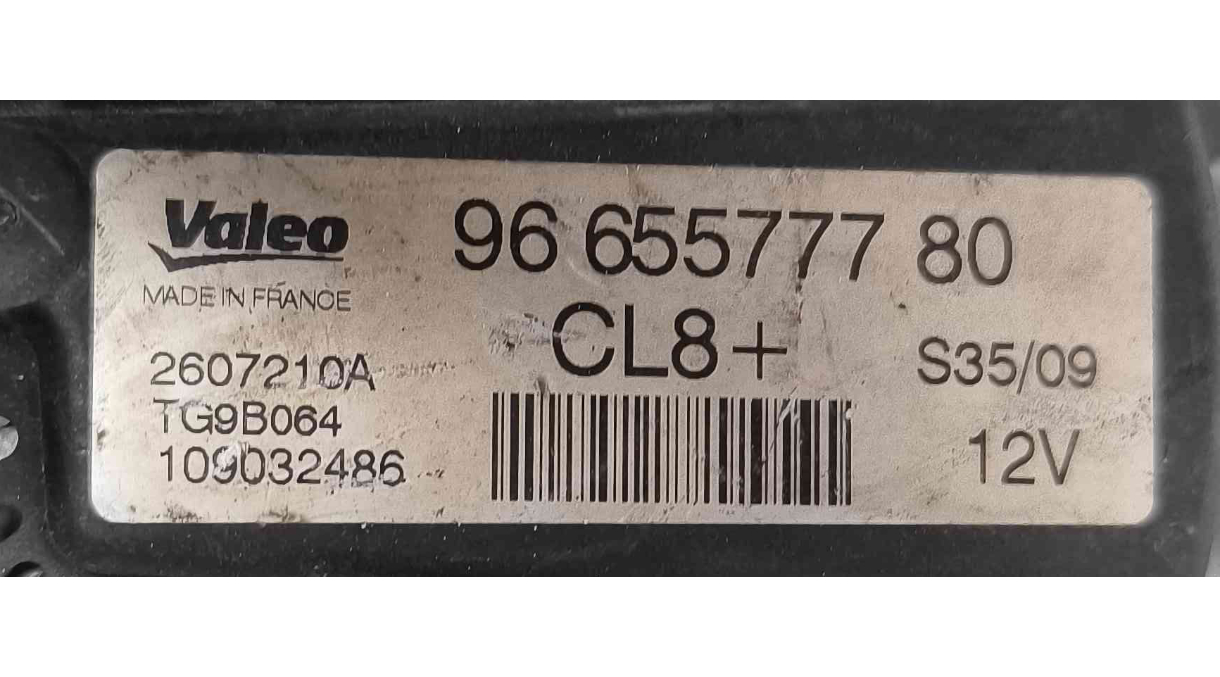 Valeo
MADE IN FRANCE
96 655777 80
CL8+
2607210A
TG9B064
109032486
S35/09
12V